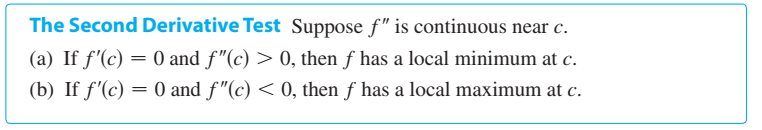 The Second Derivative Test Suppose f″ is continuous near c.
(a) If f′(c) = 0 and f″(c) > 0, then f has a local minimum at c.
(b) If f′(c) = 0 and f″(c) < 0, then f has a local maximum at c.